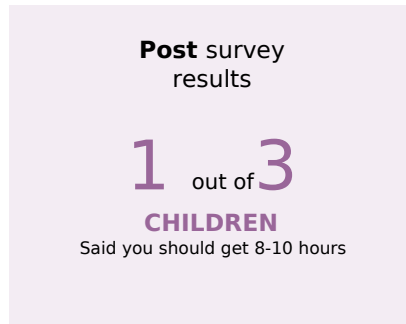 Post survey
results
1 out of 3
CHILDREN
Said you should get 8-10 hours